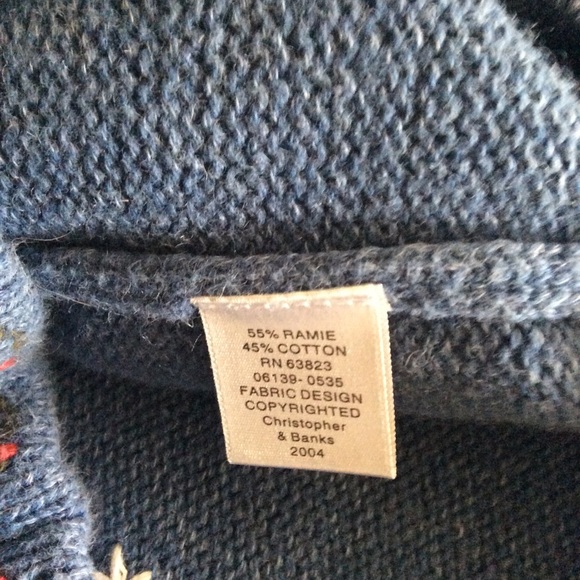 55% RAMIE
45% COTTON
RN 63823
06139-0535
FABRIC DESIGN
COPYRIGHTED
Christopher
& Banks
2004